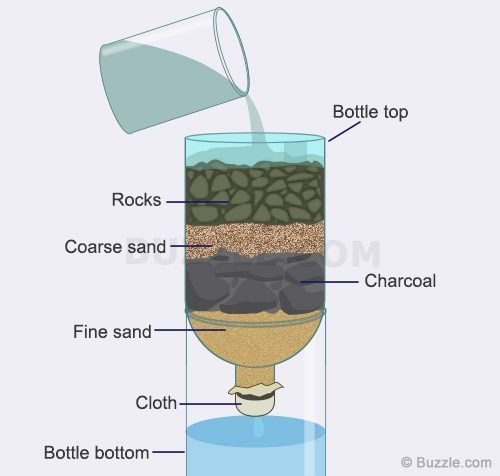 Bottle top
Rocks
Coarse sand
Charcoal
Fine sand
Cloth
Bottle bottom
© Buzzle.com